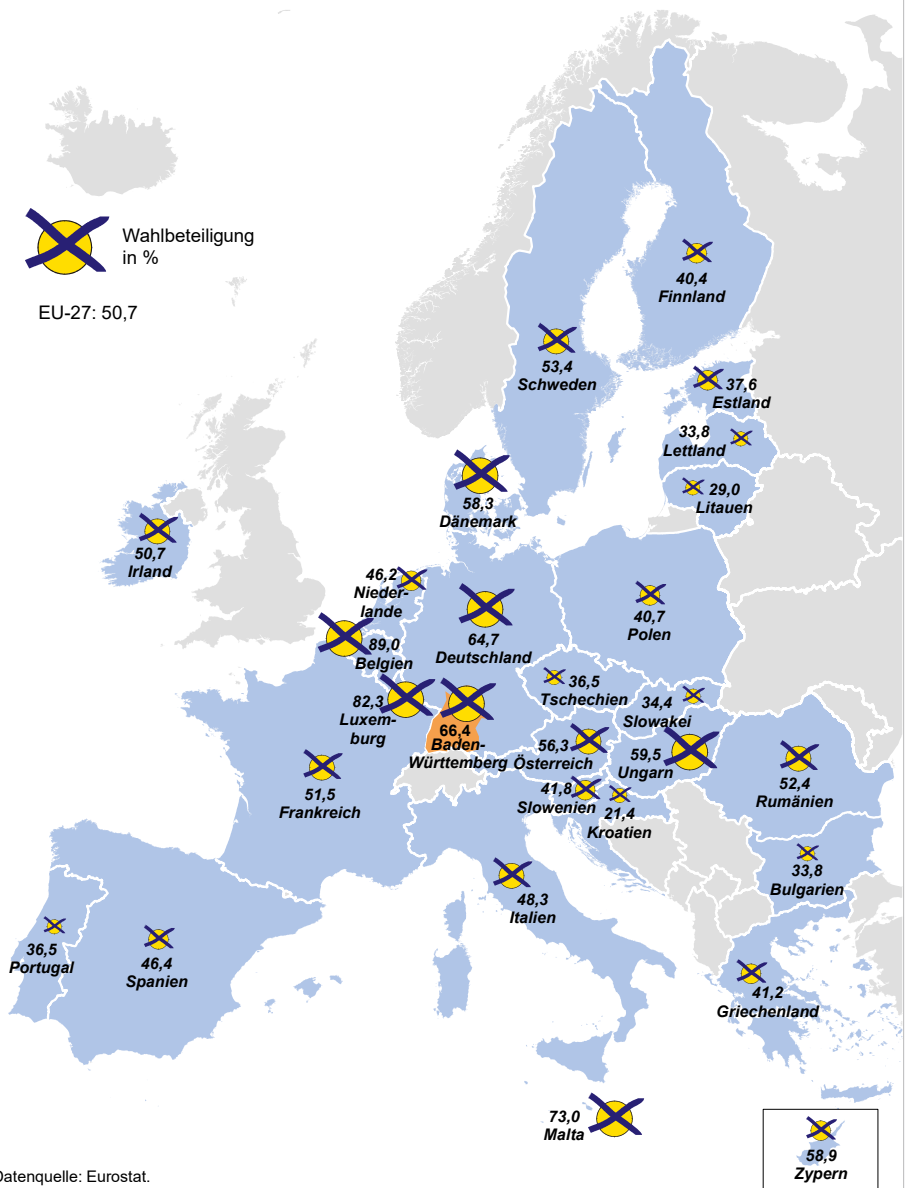 Wahlbeteiligung
in %
EU-27: 50,7
40,4
Finnland
53,4
Schweden
37,6
Estland
33,8
Lettland
29,0
Litauen
58,3
Dänemark
50,7
Irland
46,2
Nieder-
lande
40,7
Polen
64,7
Deutschland
89,0
Belgien
36,5
Tschechien
34,4
Slowakei
82,3
Luxem-
burg
66,4
Baden-
Württemberg
56,3
Österreich
59,5
Ungarn
52,4
Rumänien
51,5
Frankreich
41,8
Slowenien
21,4
Kroatien
33,8
Bulgarien
48,3
Italien
36,5
Portugal
46,4
Spanien
41,2
Griechenland
73,0
Malta
58,9
Zypern
Datenquelle: Eurostat.